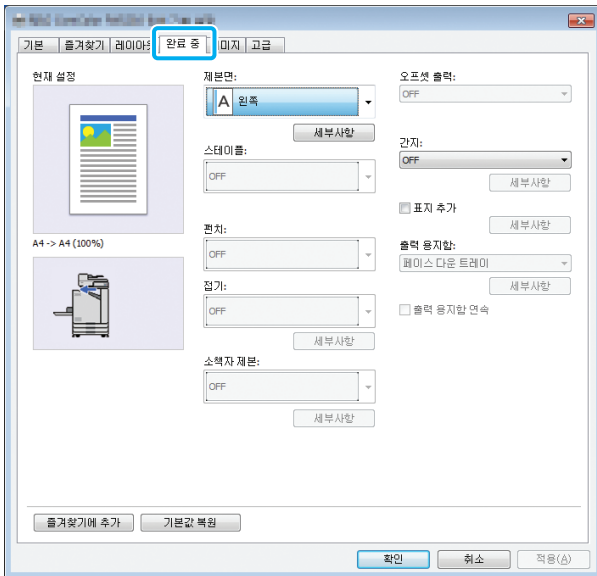 기본 즐겨찾기 레이아웃 완료 중 이미지 고급
현재 설정
A4 -> A4 (100%)
제본면:
A 왼쪽
세부사항
스테이플:
OFF
펀치:
OFF
접기:
OFF
세부사항
소책자 제본:
OFF
세부사항
오프셋 출력:
OFF
간지:
OFF
세부사항
표지 추가
세부사항
출력 용지함:
페이스 다운 트레이
세부사항
출력 용지함 연속
즐겨찾기에 추가 기본값 복원
확인 취소 적용(A)